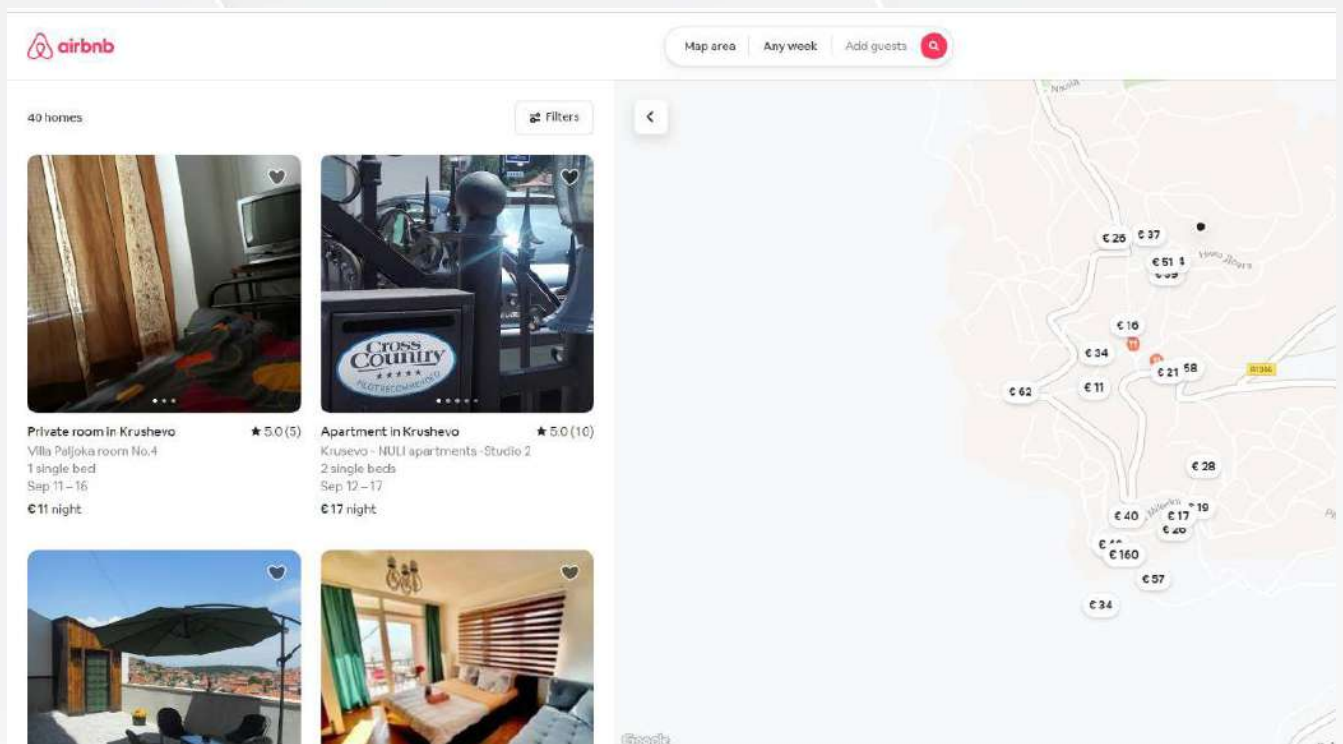 airbnb
Map area
Any week
Add guests
40 homes
Filters
Cross
Country
PILOT RECOMMENDED
Private room in Krushevo
★ 5.0 (5)
Villa Paljoka room No.4
1 single bed
Sep 11 – 16
€ 11 night
Apartment in Krushevo
★ 5.0 (10)
Krusevo - NULI apartments -Studio 2
2 single beds
Sep 12 – 17
€ 17 night
€ 26
€ 37
€ 51
€ 16
€ 34
€ 21
58
€ 11
€ 62
€ 28
19
€ 40
€ 17
€ 26
€ 160
€ 57
€ 34
Google